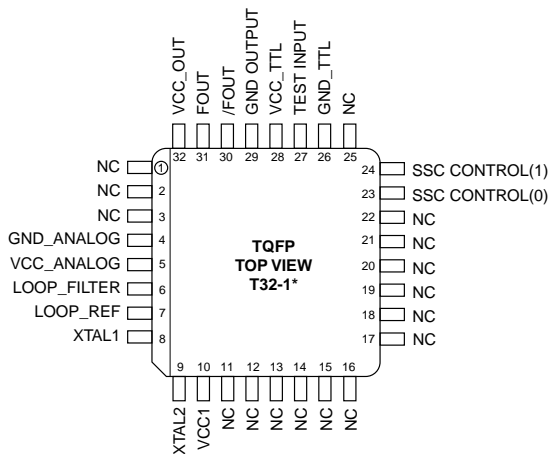 VCC_OUT
FOUT
/FOUT
GND OUTPUT
VCC_TTL
TEST INPUT
GND_TTL
NC
32 31 30 29 28 27 26 25
NC 1
NC 2
NC 3
GND_ANALOG 4
VCC_ANALOG 5
LOOP_FILTER 6
LOOP_REF 7
XTAL1 8
TQFP
TOP VIEW
T32-1*
24 SSC CONTROL(1)
23 SSC CONTROL(0)
22 NC
21 NC
20 NC
19 NC
18 NC
17 NC
9 10 11 12 13 14 15 16
XTAL2
VCC1
NC
NC
NC
NC
NC
NC